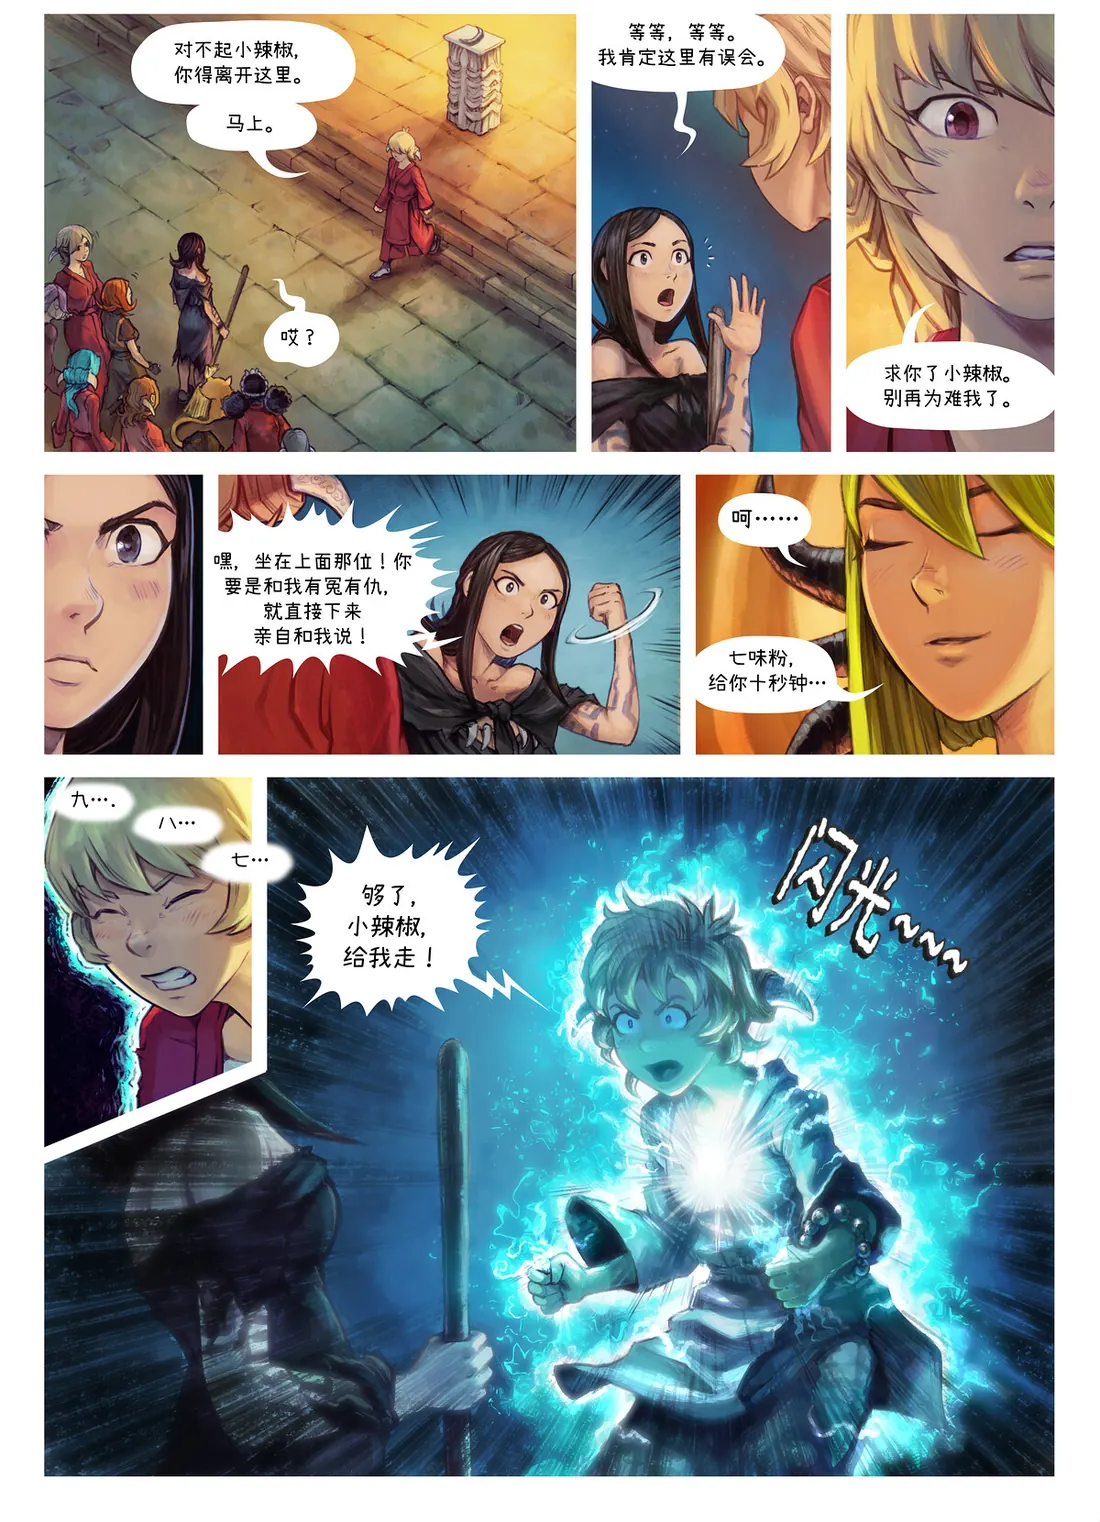 对不起小辣椒，
你得离开这里。
马上。
哎？
等等，等等。
我肯定这里有误会。
求你了小辣椒。
别再为难我了。
嘿，坐在上面那位！你
要是和我有冤有仇，
就直接下来
亲自和我说！
呵……
七味粉，
给你十秒钟…
九….
八…
七…
够了，
小辣椒，
给我走！
闪光~~~